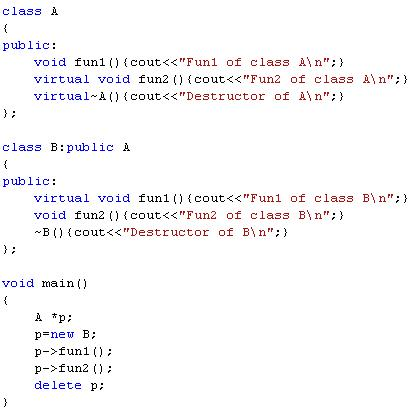 class A
{
public:
    void fun1(){cout<<"Fun1 of class A\n";}
    virtual void fun2(){cout<<"Fun2 of class A\n";}
    virtual~A(){cout<<"Destructor of A\n";}
};

class B:public A
{
public:
    virtual void fun1(){cout<<"Fun1 of class B\n";}
    void fun2(){cout<<"Fun2 of class B\n";}
    ~B(){cout<<"Destructor of B\n";}
};

void main()
{
    A *p;
    p=new B;
    p->fun1();
    p->fun2();
    delete p;
}